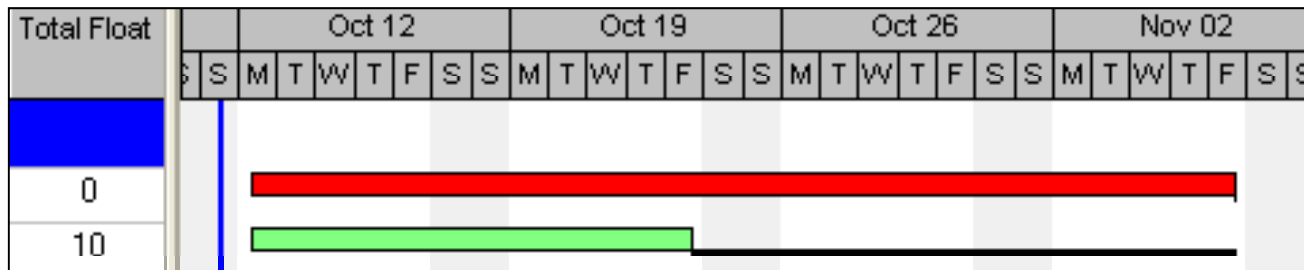 Total Float Oct 12 Oct 19 Oct 26 Nov 02
S S M T W T F S S M T W T F S S M T W T F S S M T W T F S S
0
10